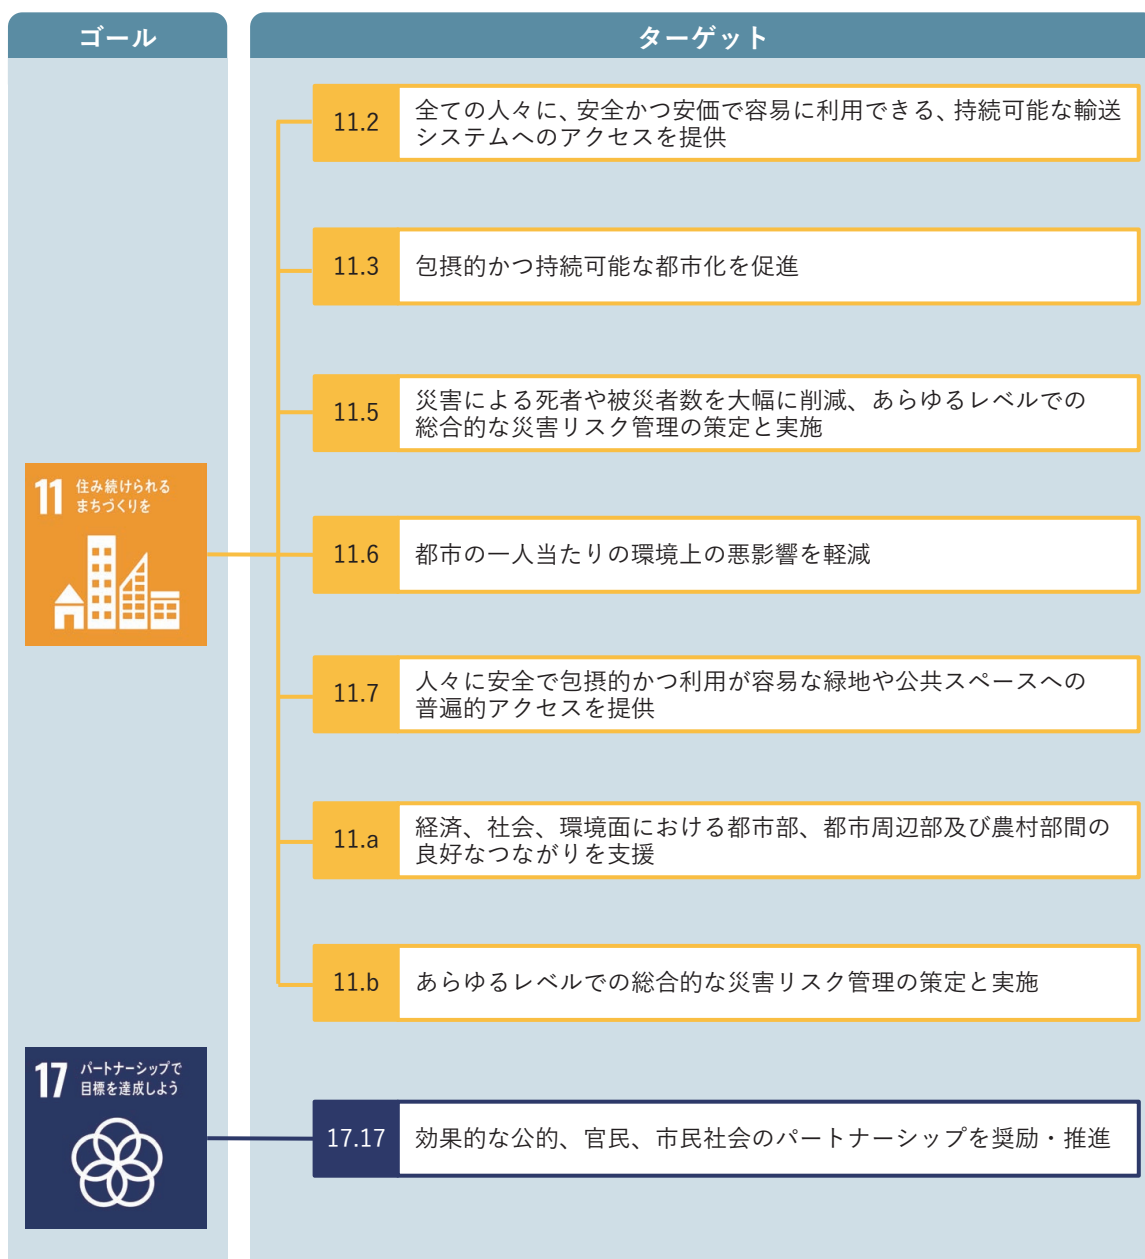 ゴール
ターゲット
11.2
全ての人々に、安全かつ安価で容易に利用できる、持続可能な輸送
システムへのアクセスを提供
11.3
包摂的かつ持続可能な都市化を促進
11.5
災害による死者や被災者数を大幅に削減、あらゆるレベルでの
総合的な災害リスク管理の策定と実施
11 住み続けられる
まちづくりを
11.6
都市の一人当たりの環境上の悪影響を軽減
11.7
人々に安全で包摂的かつ利用が容易な緑地や公共スペースへの
普遍的アクセスを提供
11.a
経済、社会、環境面における都市部、都市周辺部及び農村部間の
良好なつながりを支援
11.b
あらゆるレベルでの総合的な災害リスク管理の策定と実施
17 パートナーシップで
目標を達成しよう
17.17
効果的な公的、官民、市民社会のパートナーシップを奨励・推進